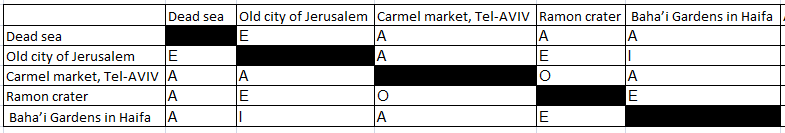 Dead sea Old city of Jerusalem Carmel market, Tel-AVIV Ramon crater Baha’i Gardens in Haifa
Dead sea E A A A
Old city of Jerusalem E A E I
Carmel market, Tel-AVIV A A O A
Ramon crater A E O E
Baha’i Gardens in Haifa A I A E